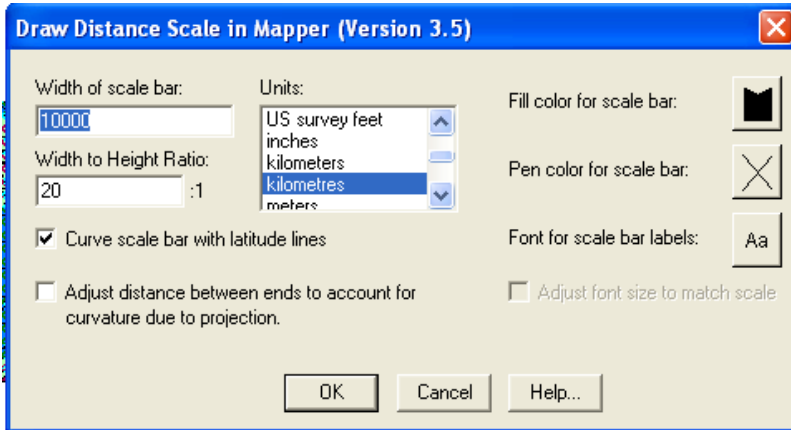 Draw Distance Scale in Mapper (Version 3.5)
Width of scale bar:
10000
Width to Height Ratio:
20 :1
Units:
US survey feet
inches
kilometers
kilometres
meters
Fill color for scale bar:
Pen color for scale bar:
Font for scale bar labels:
Aa
Curve scale bar with latitude lines
Adjust distance between ends to account for
curvature due to projection.
Adjust font size to match scale
OK
Cancel
Help...